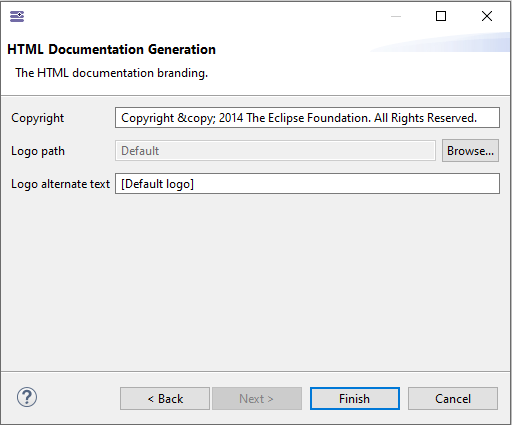 HTML Documentation Generation
The HTML documentation branding.
Copyright Copyright &copy; 2014 The Eclipse Foundation. All Rights Reserved.
Logo path Default Browse...
Logo alternate text [Default logo]
? < Back Next > Finish Cancel